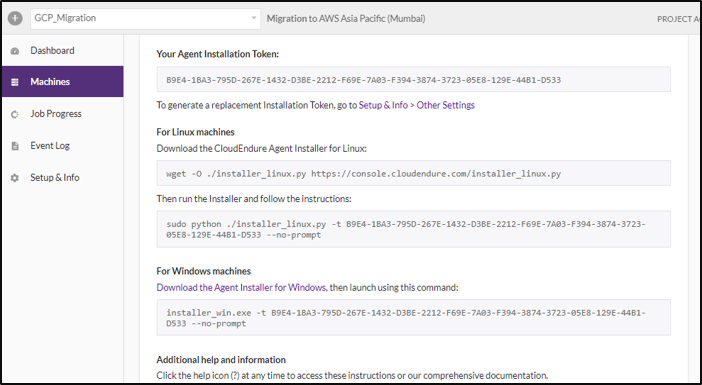 GCP_Migration
Migration to AWS Asia Pacific (Mumbai)
PROJECT AC
Dashboard
Machines
Job Progress
Event Log
Setup & Info
Your Agent Installation Token:
B9E4-1BA3-795D-267E-1432-D3BE-2212-F69E-7A03-F394-3874-3723-05E8-129E-44B1-D533
To generate a replacement Installation Token, go to Setup & Info > Other Settings
For Linux machines
Download the CloudEndure Agent Installer for Linux:
wget -O ./installer_linux.py https://console.cloudendure.com/installer_linux.py
Then run the Installer and follow the instructions:
sudo python ./installer_linux.py -t B9E4-1BA3-795D-267E-1432-D3BE-2212-F69E-7A03-F394-3874-3723-
05E8-129E-44B1-D533 --no-prompt
For Windows machines
Download the Agent Installer for Windows, then launch using this command:
installer_win.exe -t B9E4-1BA3-795D-267E-1432-D3BE-2212-F69E-7A03-F394-3874-3723-05E8-129E-44B1-
D533 --no-prompt
Additional help and information
Click the help icon (?) at any time to access these instructions or our comprehensive documentation.